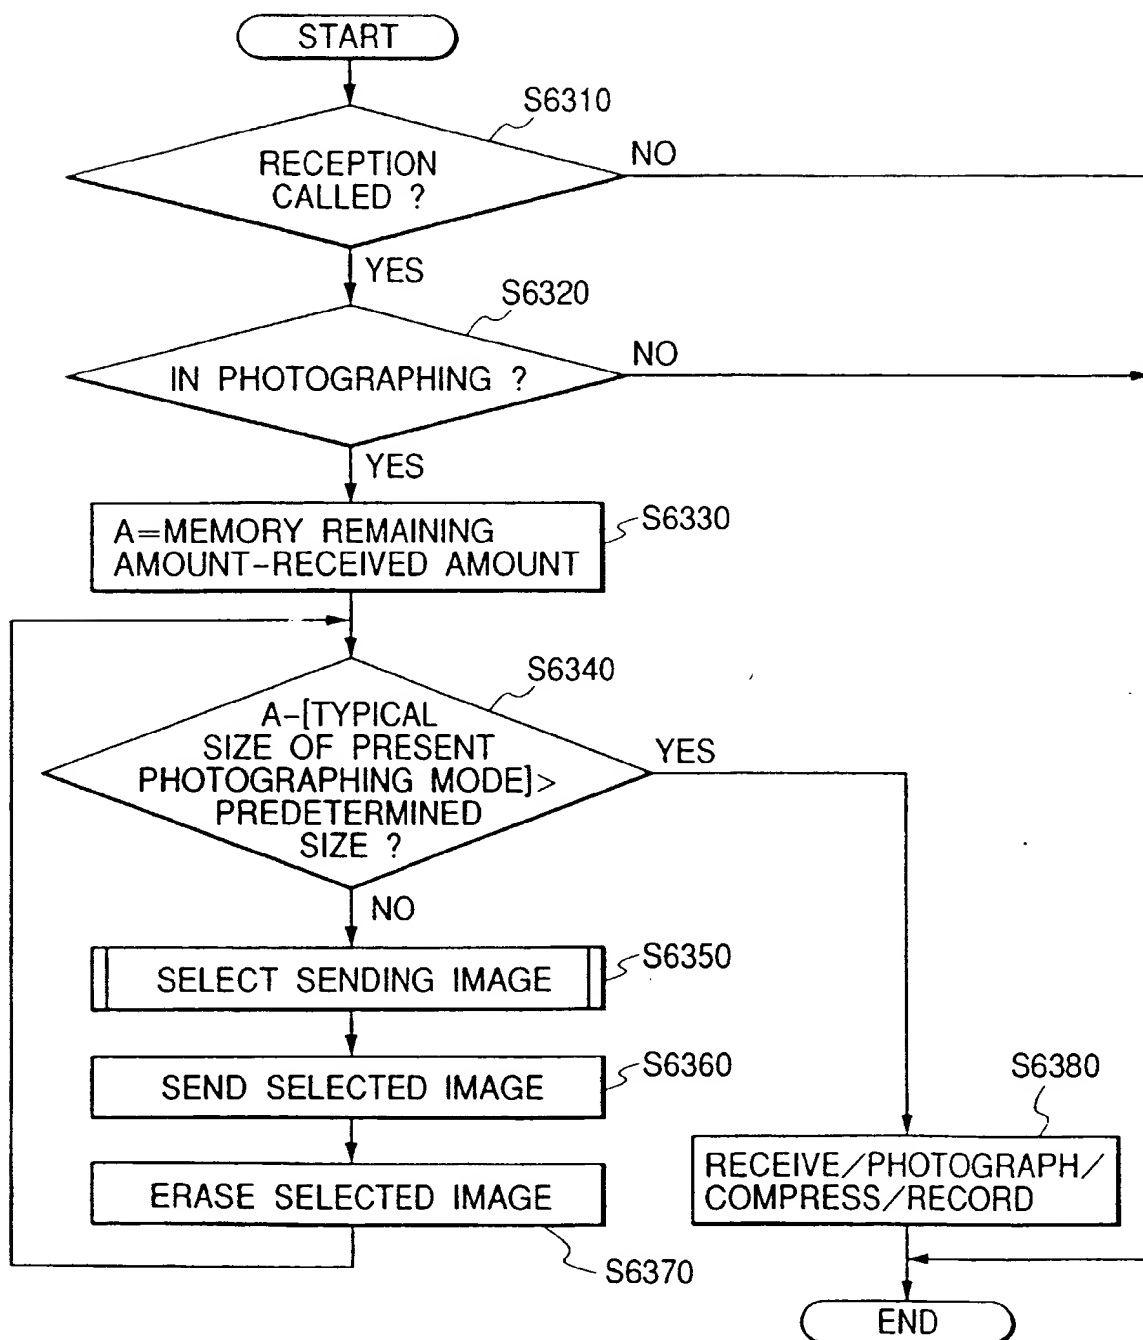 START
S6310
RECEPTION
CALLED ?
NO
YES
S6320
IN PHOTOGRAPHING ?
NO
YES
S6330
A=MEMORY REMAINING
AMOUNT-RECEIVED AMOUNT
S6340
A-[TYPICAL
SIZE OF PRESENT
PHOTOGRAPHING MODE]>
PREDETERMINED
SIZE ?
YES
NO
S6350
SELECT SENDING IMAGE
S6360
SEND SELECTED IMAGE
S6370
ERASE SELECTED IMAGE
S6380
RECEIVE/PHOTOGRAPH/
COMPRESS/RECORD
END